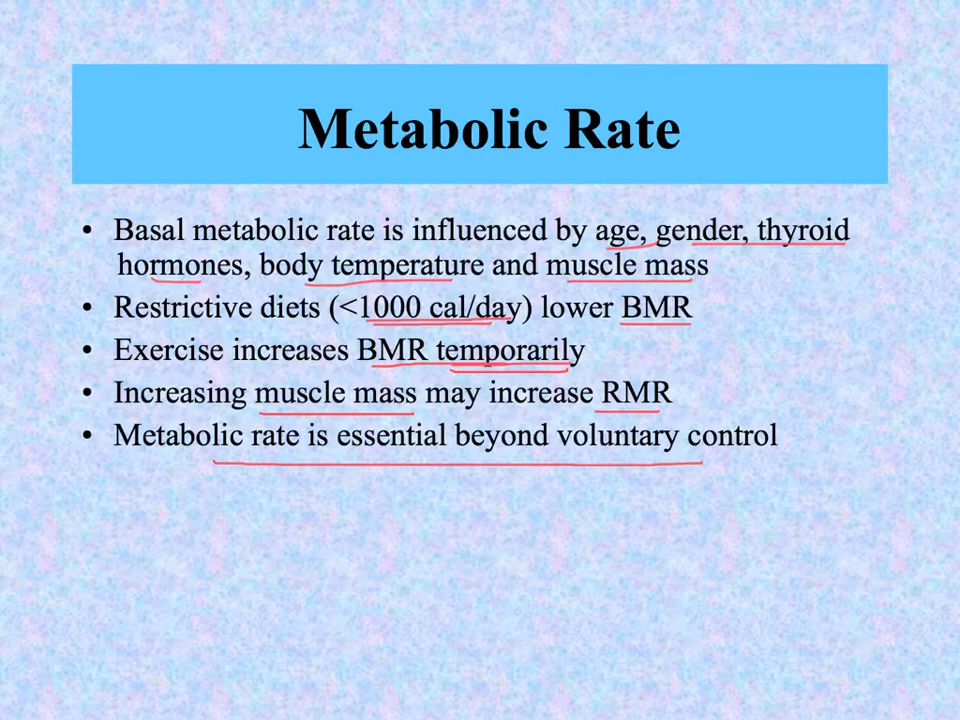 Metabolic Rate
• Basal metabolic rate is influenced by age, gender, thyroid
hormones, body temperature and muscle mass
• Restrictive diets (<1000 cal/day) lower BMR
• Exercise increases BMR temporarily
• Increasing muscle mass may increase RMR
• Metabolic rate is essential beyond voluntary control